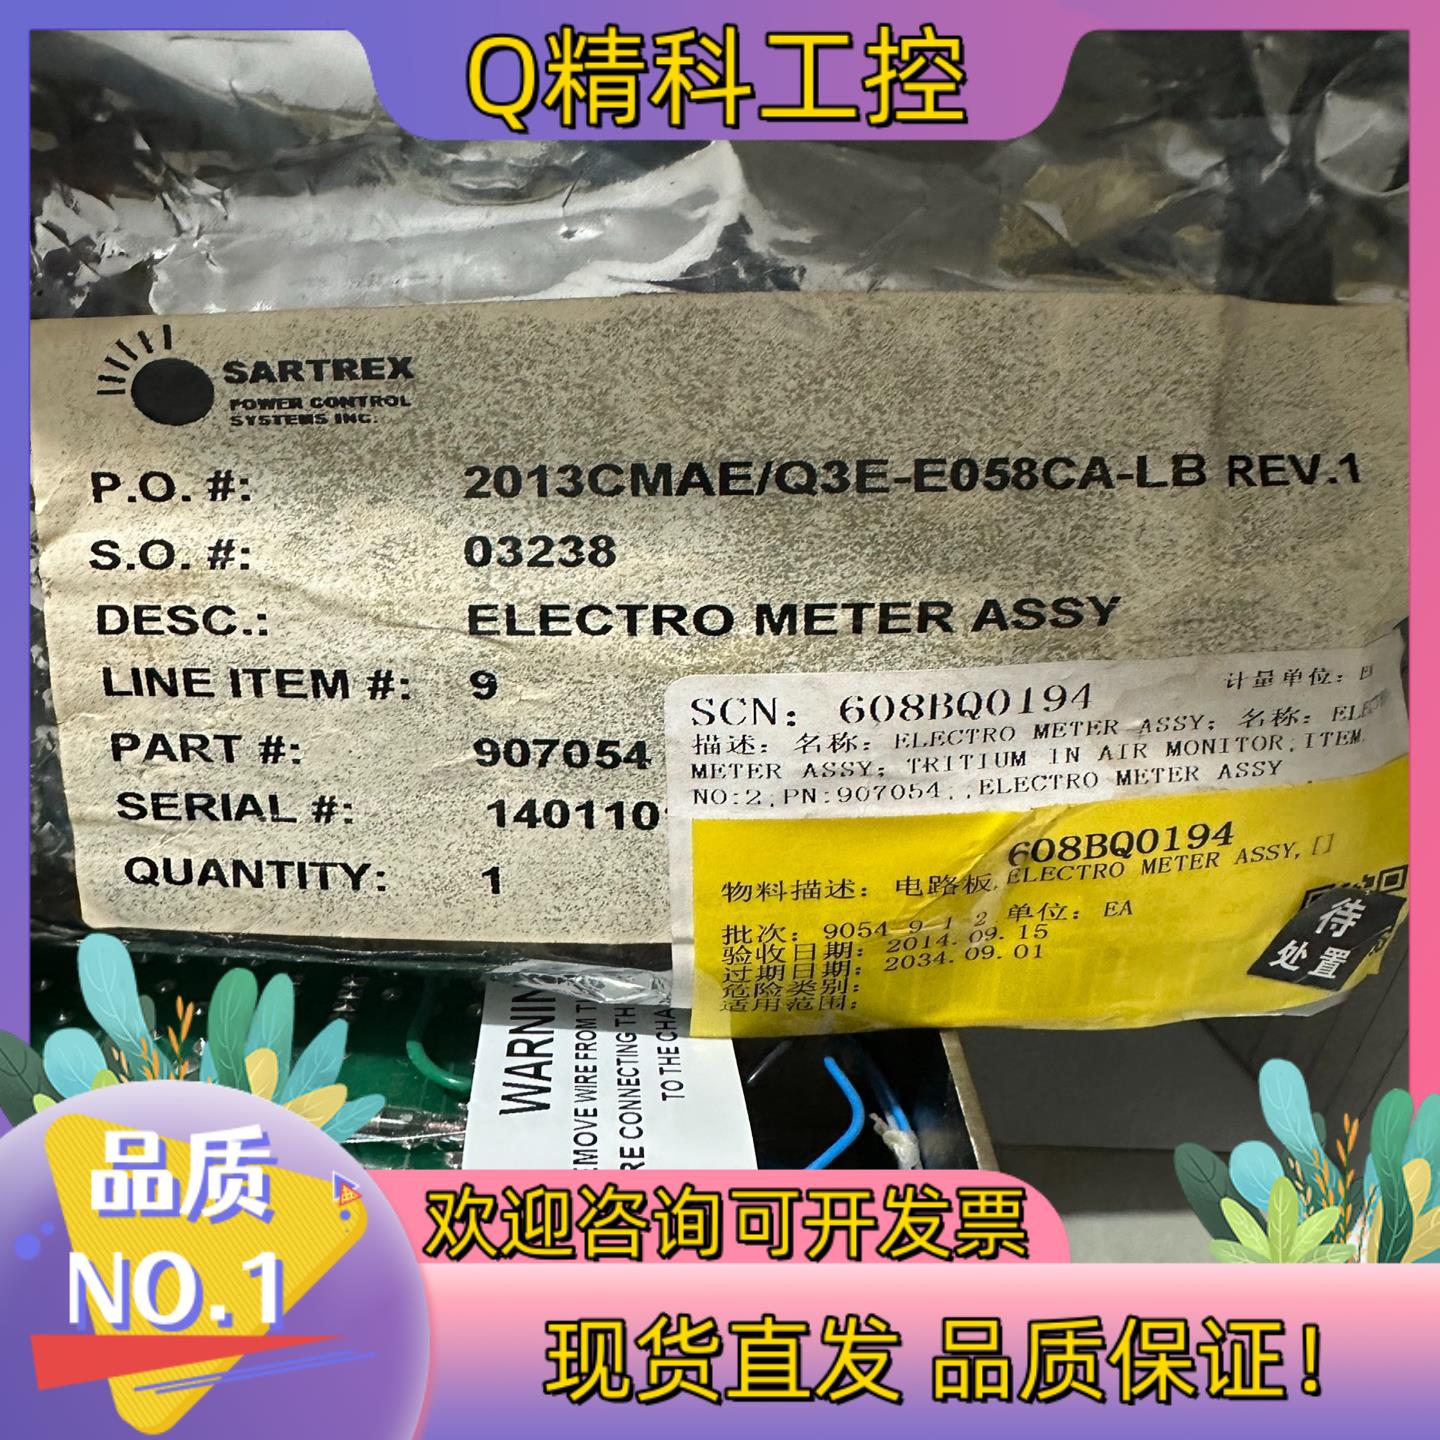 Q精科工控
SARTREX
POWER CONTROL
SYSTEMS INC.
P.O. #: 2013CMAE/Q3E-E058CA-LB REV.1
S.O. #: 03238
DESC.: ELECTRO METER ASSY
LINE ITEM #: 9
PART #: 907054
SERIAL #: 140110
QUANTITY: 1
计量单位:
SCN: 608BQ0194
描述: 名称: ELECTRO METER ASSY; 名称:
METER ASSY; TRITIUM IN AIR MONITOR;ITEM
NO:2;PN:907054,,ELECTRO METER ASSY
608BQ0194
物料描述: 电路板,ELECTRO METER ASSY,[]
批次: 9054-9-1-2 单位: EA
验收日期: 2014.09.15
过期日期: 2034.09.01
危险类别:
适用范围:
待
处置
WARNIN
MOVE WIRE FROM T
RE CONNECTING TH
TO THE CHA
品质
NO.1
欢迎咨询可开发票
现货直发 品质保证!